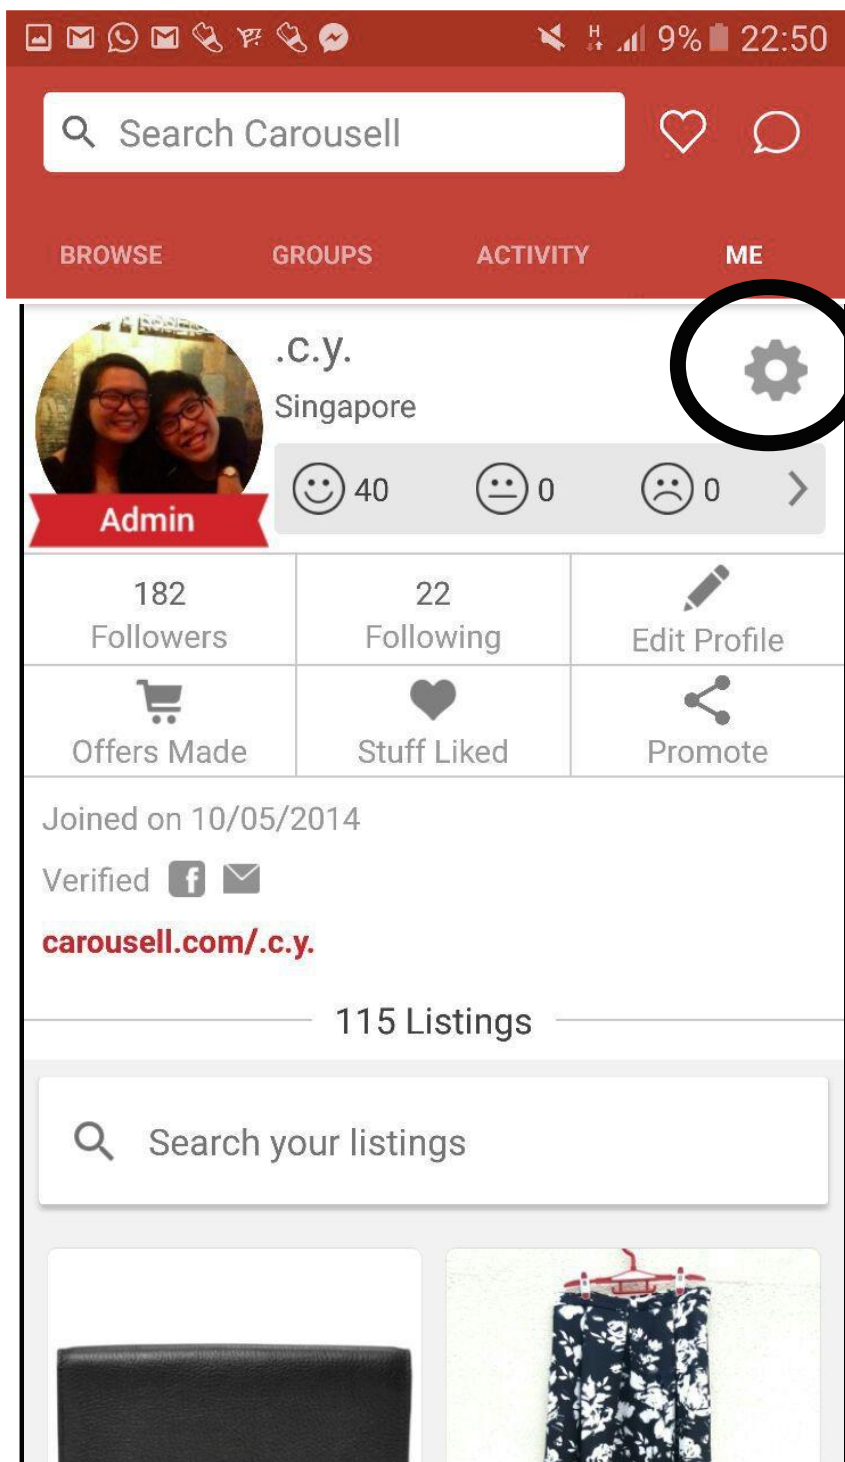 H 9% 22:50
Search Carousell
BROWSE GROUPS ACTIVITY ME
.c.y.
Singapore
40 0 0
Admin
182 22
Followers Following Edit Profile
Offers Made Stuff Liked Promote
Joined on 10/05/2014
Verified
carousell.com/.c.y.
115 Listings
Search your listings